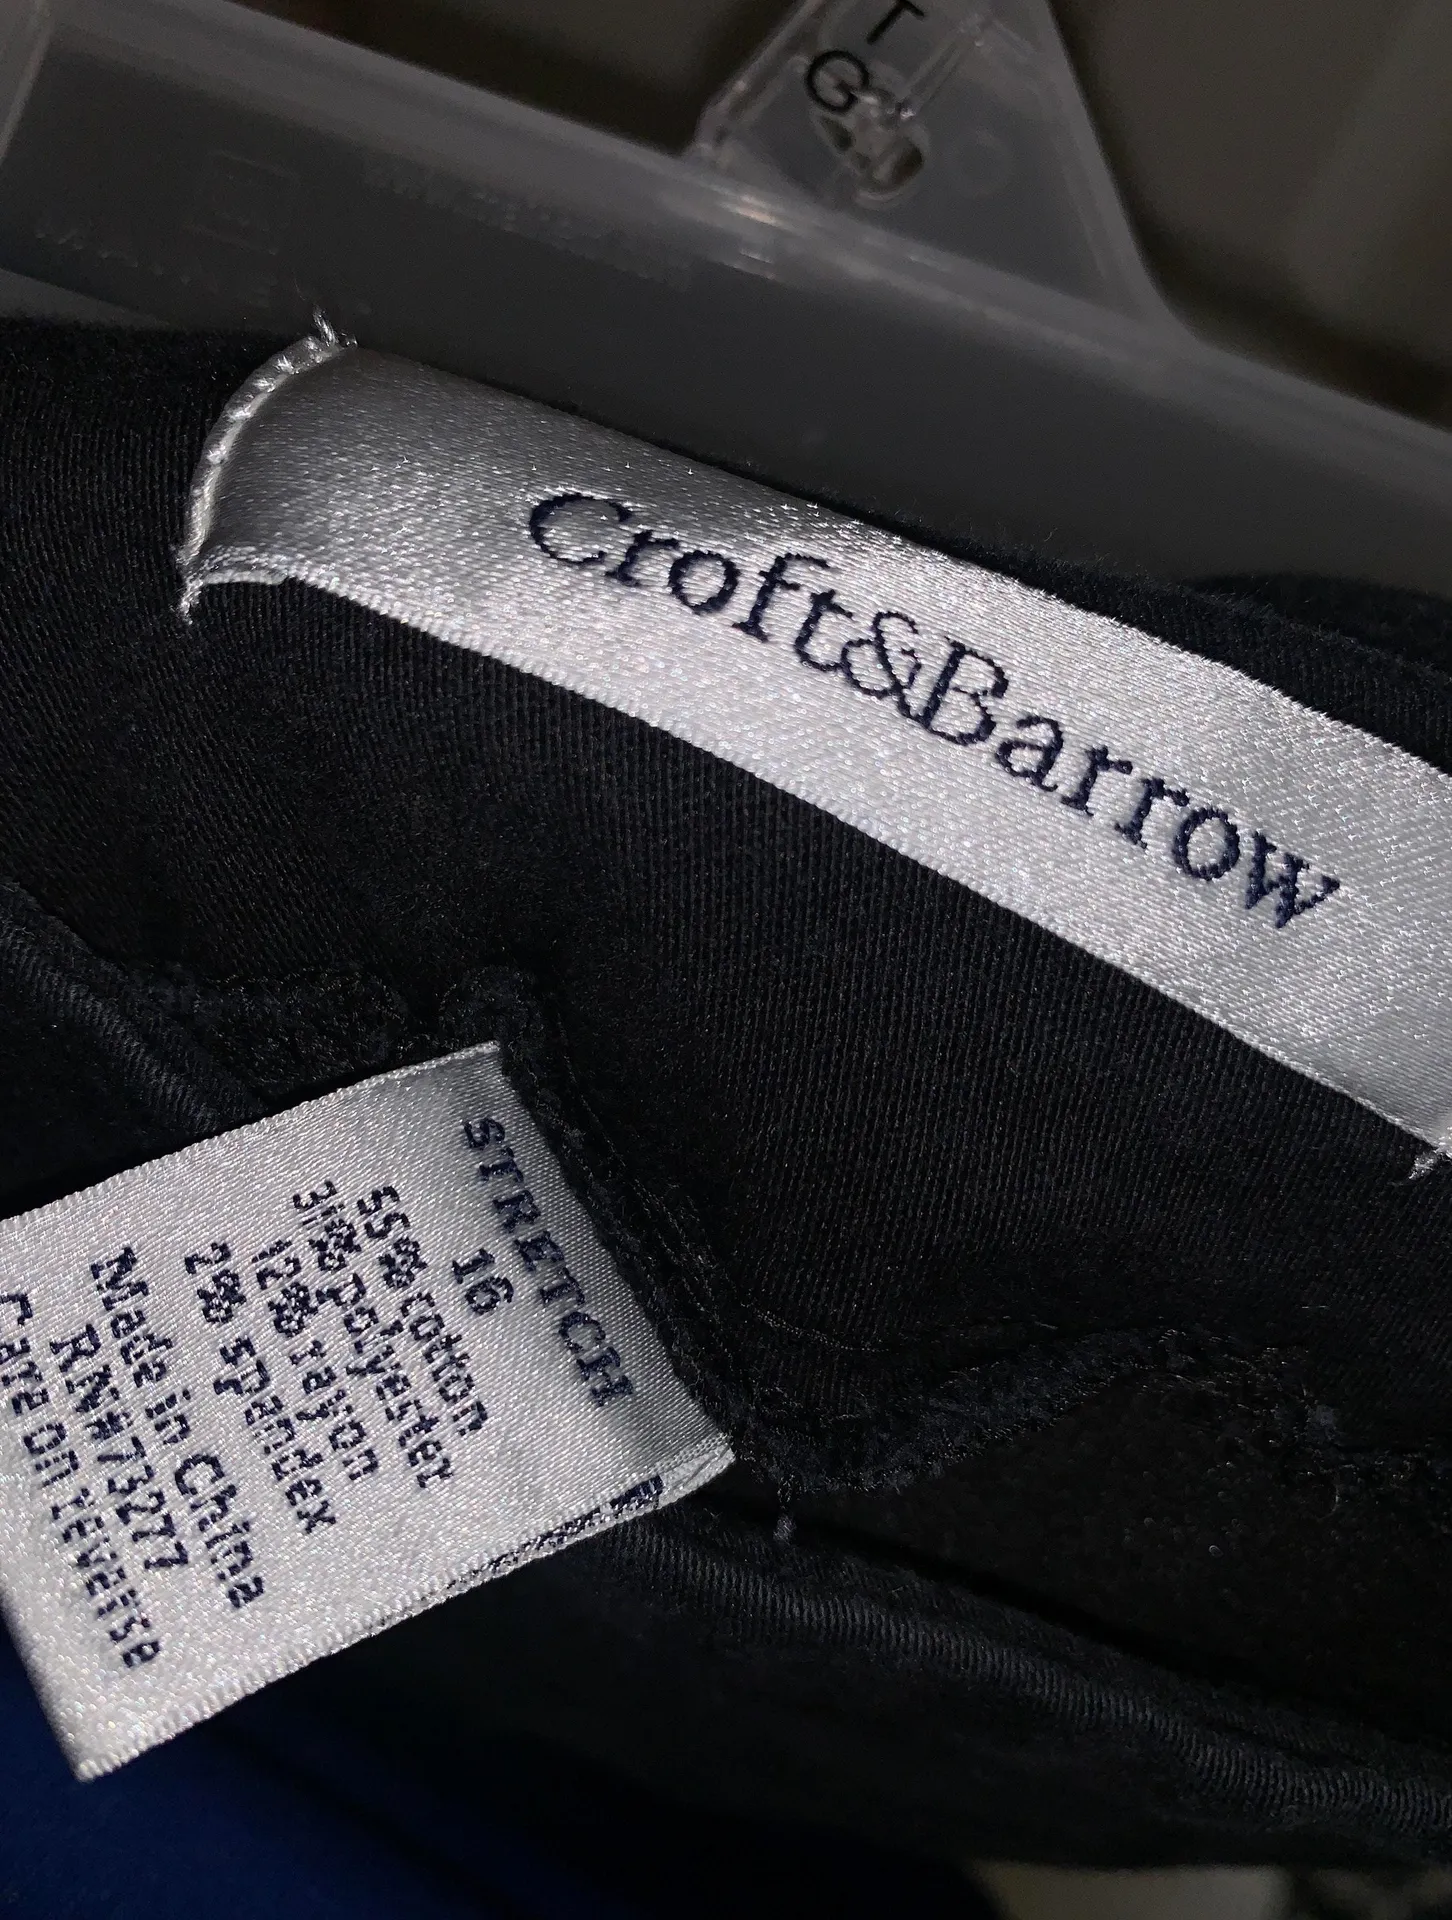 T
G
Croft&Barrow
STRETCH
16
55% cotton
31% polyester
12% rayon
2% spandex
Made in China
RN#73277
Care on reverse